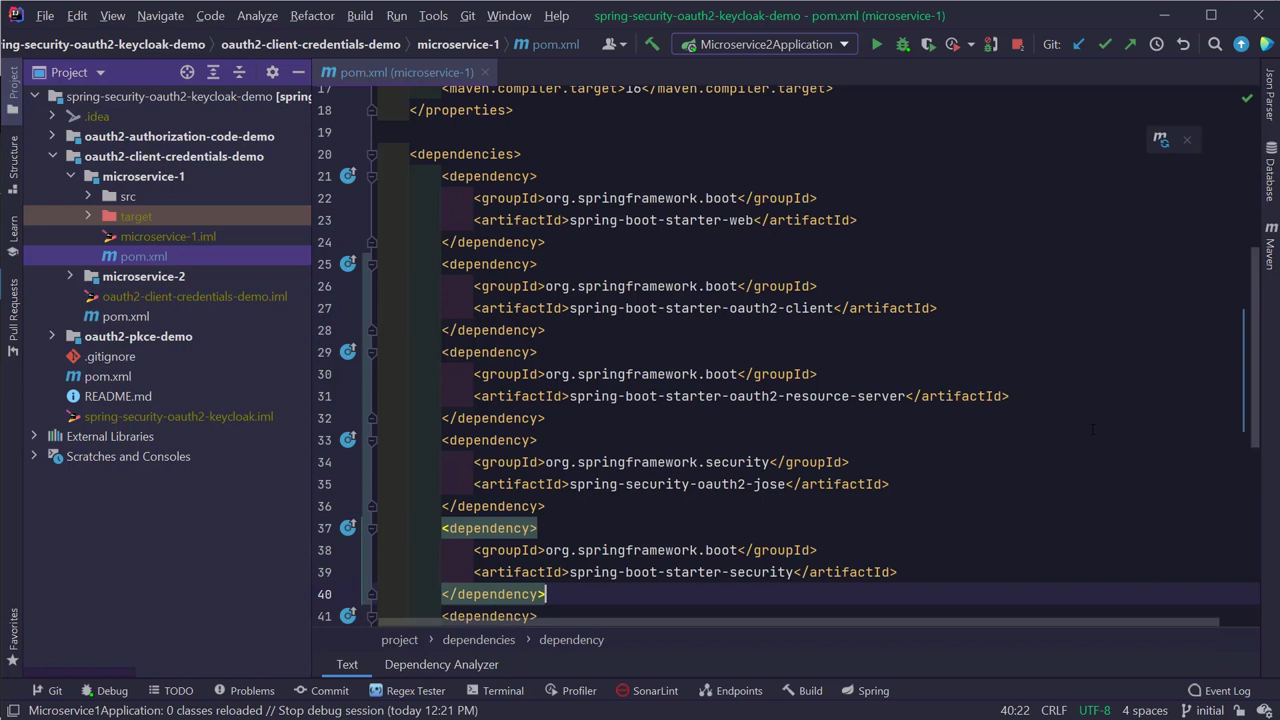 File Edit View Navigate Code Analyze Refactor Build Run Tools Git Window Help spring-security-oauth2-keycloak-demo - pom.xml (microservice-1)
ng-security-oauth2-keycloak-demo oauth2-client-credentials-demo microservice-1 pom.xml Microservice2Application Git:
Project
pom.xml (microservice-1)
Project
Structure
Learn
Pull Requests
Favorites
spring-security-oauth2-keycloak-demo [spring
.idea
oauth2-authorization-code-demo
oauth2-client-credentials-demo
microservice-1
src
target
microservice-1.iml
pom.xml
microservice-2
oauth2-client-credentials-demo.iml
pom.xml
oauth2-pkce-demo
.gitignore
pom.xml
README.md
spring-security-oauth2-keycloak.iml
External Libraries
Scratches and Consoles
17 <maven.compiler.target>16</maven.compiler.target>
18 </properties>
19
20 <dependencies>
21 <dependency>
22 <groupId>org.springframework.boot</groupId>
23 <artifactId>spring-boot-starter-web</artifactId>
24 </dependency>
25 <dependency>
26 <groupId>org.springframework.boot</groupId>
27 <artifactId>spring-boot-starter-oauth2-client</artifactId>
28 </dependency>
29 <dependency>
30 <groupId>org.springframework.boot</groupId>
31 <artifactId>spring-boot-starter-oauth2-resource-server</artifactId>
32 </dependency>
33 <dependency>
34 <groupId>org.springframework.security</groupId>
35 <artifactId>spring-security-oauth2-jose</artifactId>
36 </dependency>
37 <dependency>
38 <groupId>org.springframework.boot</groupId>
39 <artifactId>spring-boot-starter-security</artifactId>
40 </dependency>
41 <dependency>
Json Parser
Database
Maven
project dependencies dependency
Text Dependency Analyzer
Git Debug TODO Problems Commit Regex Tester Terminal Profiler SonarLint Endpoints Build Spring Event Log
Microservice1Application: 0 classes reloaded // Stop debug session (today 12:21 PM) 40:22 CRLF UTF-8 4 spaces initial